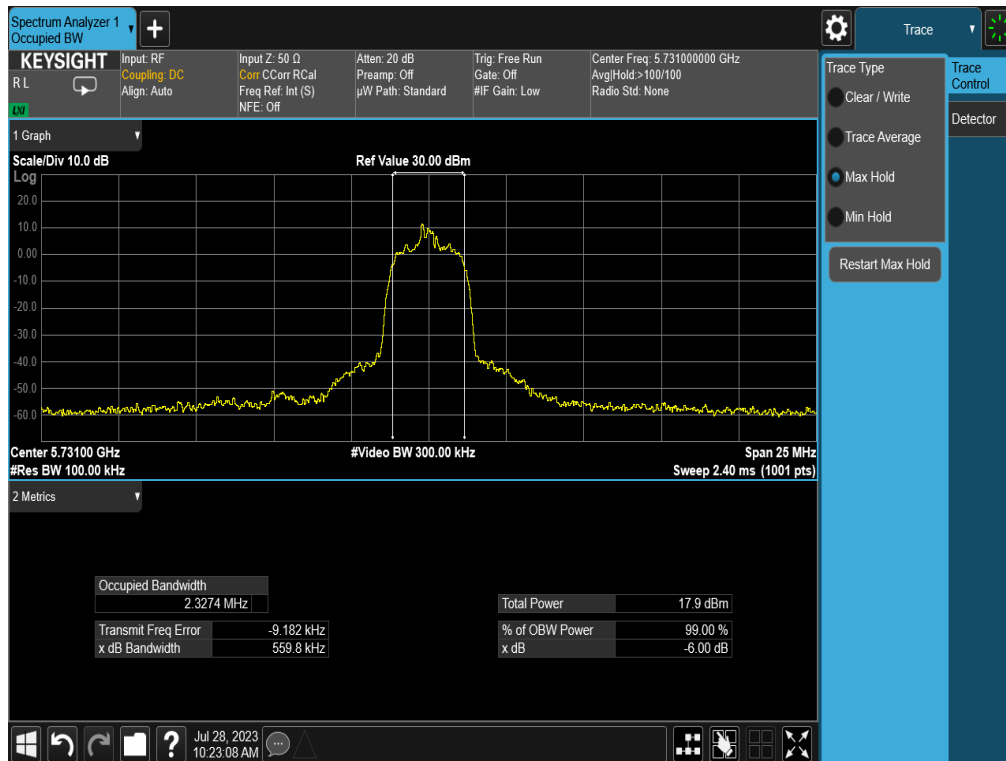 Spectrum Analyzer 1
Occupied BW
Trace
KEYSIGHT
R L
LXI
Input: RF
Coupling: DC
Align: Auto
Input Z: 50 Ω
Corr CCorr RCal
Freq Ref: Int (S)
NFE: Off
Atten: 20 dB
Preamp: Off
µW Path: Standard
Trig: Free Run
Gate: Off
#IF Gain: Low
Center Freq: 5.731000000 GHz
Avg|Hold:>100/100
Radio Std: None
Trace Type
Clear / Write
Trace Average
Max Hold
Min Hold
Restart Max Hold
Trace
Control
Detector
1 Graph
Scale/Div 10.0 dB
Ref Value 30.00 dBm
Log
20.0
10.0
0.00
-10.0
-20.0
-30.0
-40.0
-50.0
-60.0
Center 5.73100 GHz
#Video BW 300.00 kHz
Span 25 MHz
#Res BW 100.00 kHz
Sweep 2.40 ms (1001 pts)
2 Metrics
Occupied Bandwidth
2.3274 MHz
Transmit Freq Error -9.182 kHz
x dB Bandwidth 559.8 kHz
Total Power 17.9 dBm
% of OBW Power 99.00 %
x dB -6.00 dB
?
Jul 28, 2023
10:23:08 AM